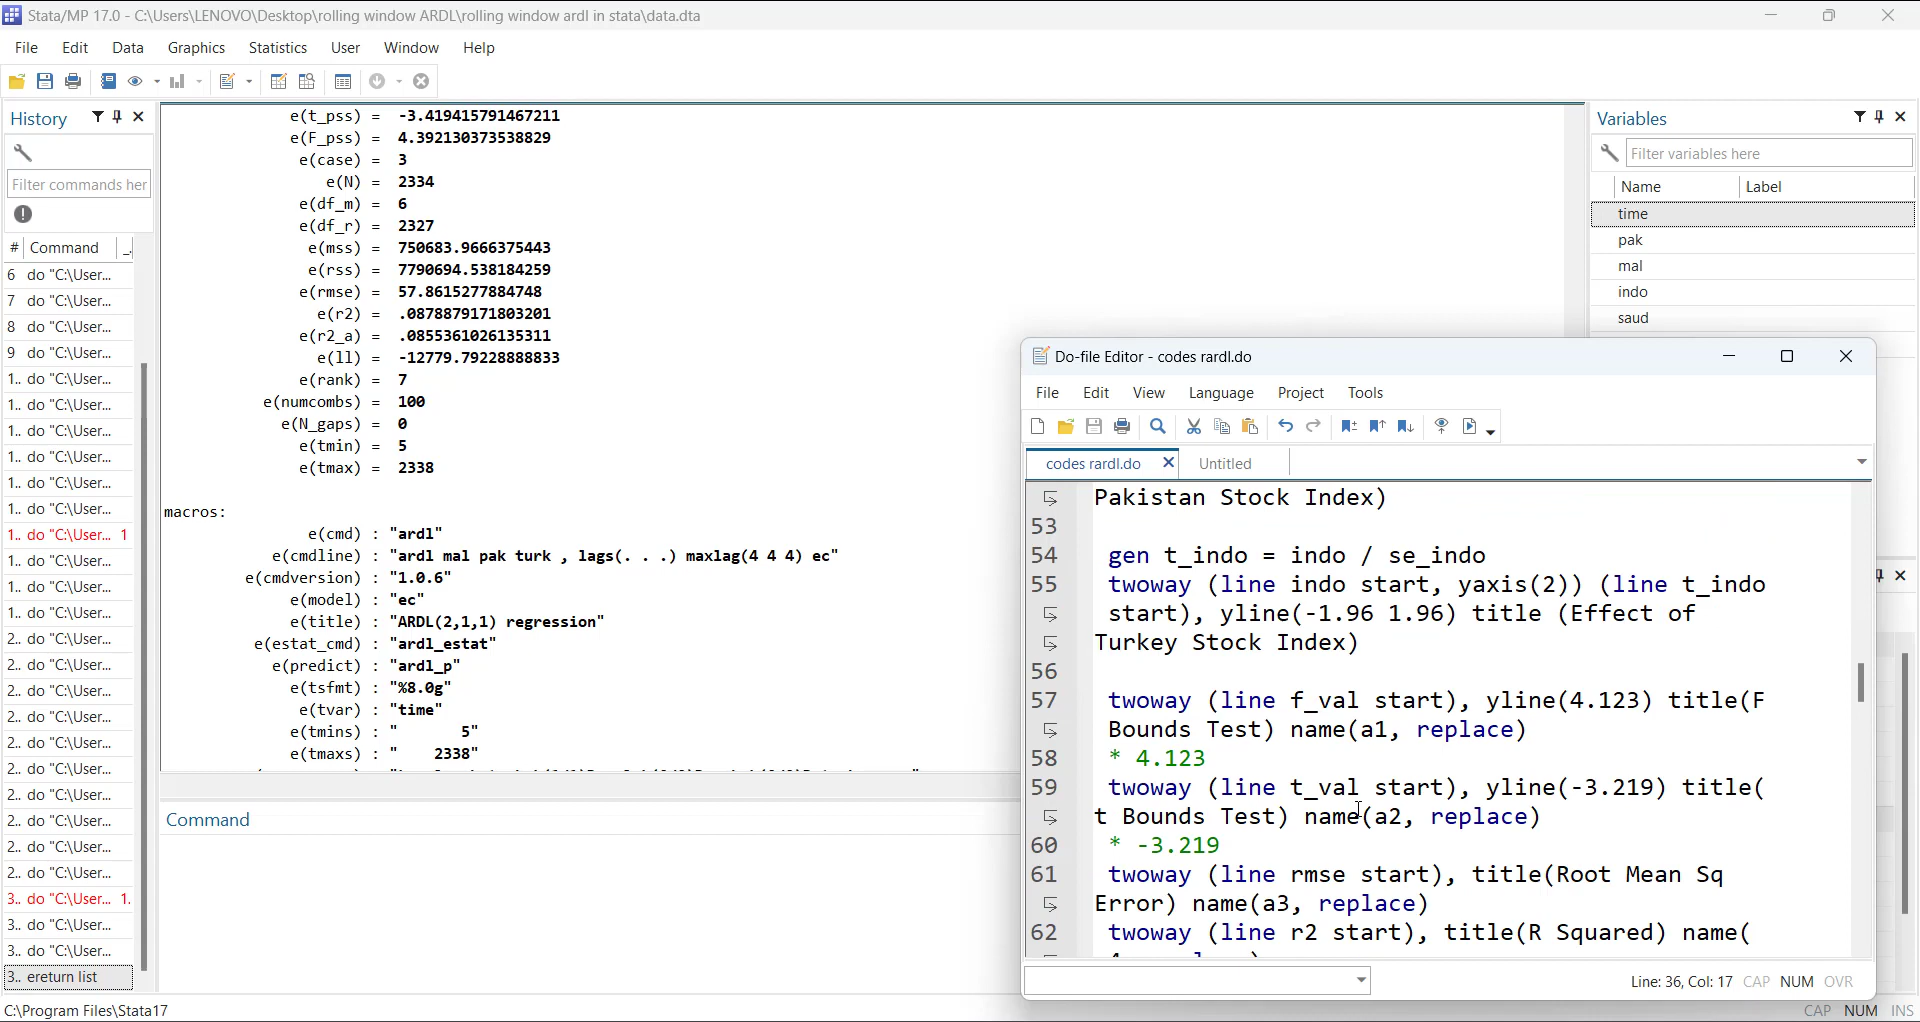 Stata/MP 17.0 - C:\Users\LENOVO\Desktop\rolling window ARDL\rolling window ardl in stata\data.dta
File Edit Data Graphics Statistics User Window Help
History
Filter commands her
# Command _
6 do "C:\User...
7 do "C:\User...
8 do "C:\User...
9 do "C:\User...
1.. do "C:\User...
1.. do "C:\User...
1.. do "C:\User...
1.. do "C:\User...
1.. do "C:\User...
1.. do "C:\User...
1.. do "C:\User... 1
1.. do "C:\User...
1.. do "C:\User...
1.. do "C:\User...
2.. do "C:\User...
2.. do "C:\User...
2.. do "C:\User...
2.. do "C:\User...
2.. do "C:\User...
2.. do "C:\User...
2.. do "C:\User...
2.. do "C:\User...
2.. do "C:\User...
2.. do "C:\User...
3.. do "C:\User... 1.
3.. do "C:\User...
3.. do "C:\User...
3.. ereturn list
e(t_pss) = -3.419415791467211
e(F_pss) = 4.392130373538829
e(case) = 3
e(N) = 2334
e(df_m) = 6
e(df_r) = 2327
e(mss) = 750683.9666375443
e(rss) = 7790694.538184259
e(rmse) = 57.8615277884748
e(r2) = .0878879171803201
e(r2_a) = .08553610261353​11
e(ll) = -12779.79228888833
e(rank) = 7
e(numcombs) = 100
e(N_gaps) = 0
e(tmin) = 5
e(tmax) = 2338
macros:
e(cmd) : "ardl"
e(cmdline) : "ardl mal pak turk , lags(. . .) maxlag(4 4 4) ec"
e(cmdversion) : "1.0.6"
e(model) : "ec"
e(title) : "ARDL(2,1,1) regression"
e(estat_cmd) : "ardl_estat"
e(predict) : "ardl_p"
e(tsfmt) : "%8.0g"
e(tvar) : "time"
e(tmins) : " 5"
e(tmaxs) : " 2338"
Command
Variables
Filter variables here
Name Label
time
pak
mal
indo
saud
Do-file Editor - codes rardl.do
File Edit View Language Project Tools
codes rardl.do Untitled
Pakistan Stock Index)
53
54 gen t_indo = indo / se_indo
55 twoway (line indo start, yaxis(2)) (line t_indo
start), yline(-1.96 1.96) title (Effect of
Turkey Stock Index)
56
57 twoway (line f_val start), yline(4.123) title(F
Bounds Test) name(a1, replace)
58 * 4.123
59 twoway (line t_val start), yline(-3.219) title(
t Bounds Test) name(a2, replace)
60 * -3.219
61 twoway (line rmse start), title(Root Mean Sq
Error) name(a3, replace)
62 twoway (line r2 start), title(R Squared) name(
Line: 36, Col: 17 CAP NUM OVR
C:\Program Files\Stata17
CAP NUM INS